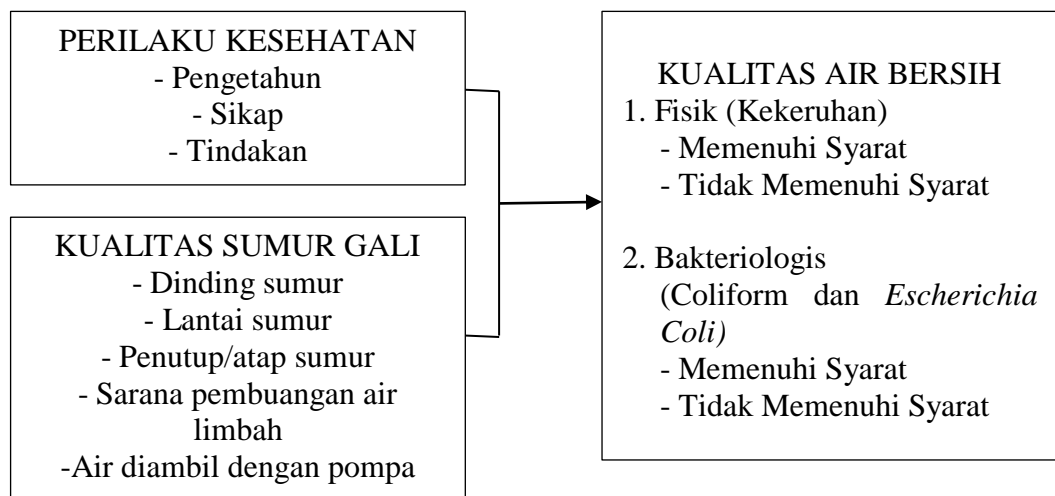 PERILAKU KESEHATAN
- Pengetahun
- Sikap
- Tindakan
KUALITAS SUMUR GALI
- Dinding sumur
- Lantai sumur
- Penutup/atap sumur
- Sarana pembuangan air
limbah
-Air diambil dengan pompa
KUALITAS AIR BERSIH
1. Fisik (Kekeruhan)
- Memenuhi Syarat
- Tidak Memenuhi Syarat
2. Bakteriologis
(Coliform dan Escherichia
Coli)
- Memenuhi Syarat
- Tidak Memenuhi Syarat